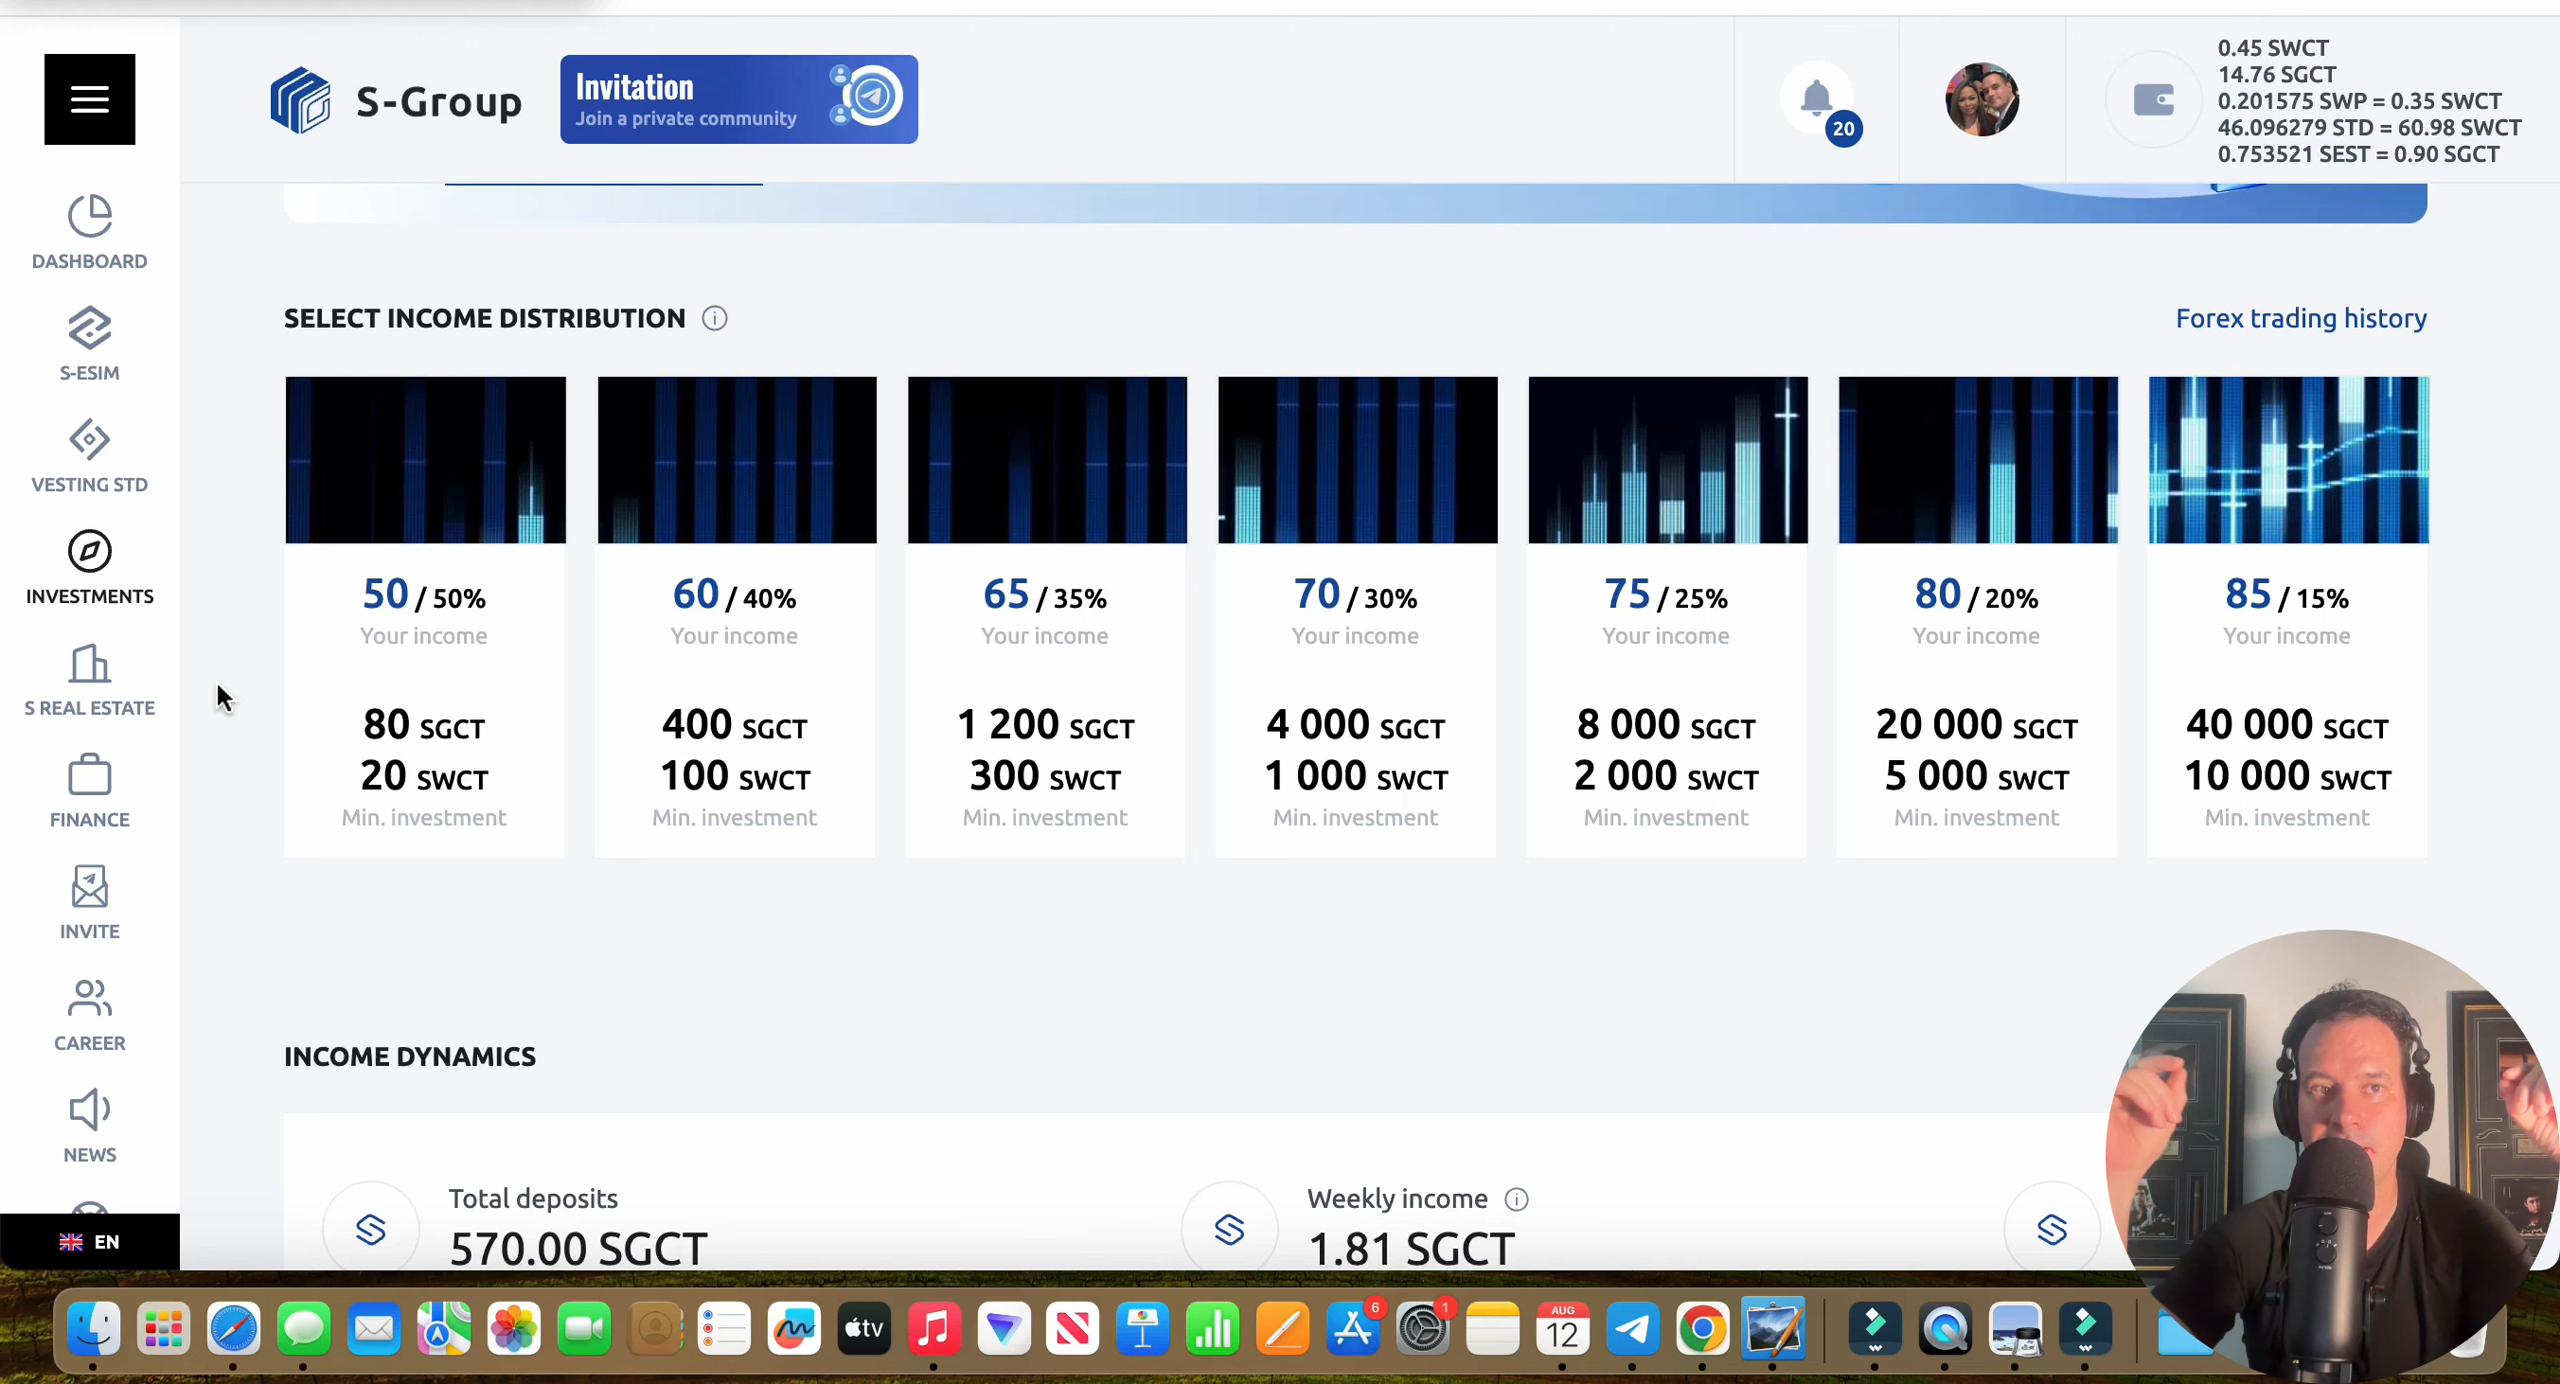 S-Group
Invitation
Join a private community
20
0.45 SWCT
14.76 SGCT
0.201575 SWP = 0.35 SWCT
46.096279 STD = 60.98 SWCT
0.753521 SEST = 0.90 SGCT
DASHBOARD
S-ESIM
VESTING STD
INVESTMENTS
S REAL ESTATE
FINANCE
INVITE
CAREER
NEWS
EN
SELECT INCOME DISTRIBUTION
Forex trading history
50 / 50%
Your income
80 SGCT
20 SWCT
Min. investment
60 / 40%
Your income
400 SGCT
100 SWCT
Min. investment
65 / 35%
Your income
1 200 SGCT
300 SWCT
Min. investment
70 / 30%
Your income
4 000 SGCT
1 000 SWCT
Min. investment
75 / 25%
Your income
8 000 SGCT
2 000 SWCT
Min. investment
80 / 20%
Your income
20 000 SGCT
5 000 SWCT
Min. investment
85 / 15%
Your income
40 000 SGCT
10 000 SWCT
Min. investment
INCOME DYNAMICS
Total deposits
570.00 SGCT
Weekly income
1.81 SGCT
tv
6
1
AUG
12